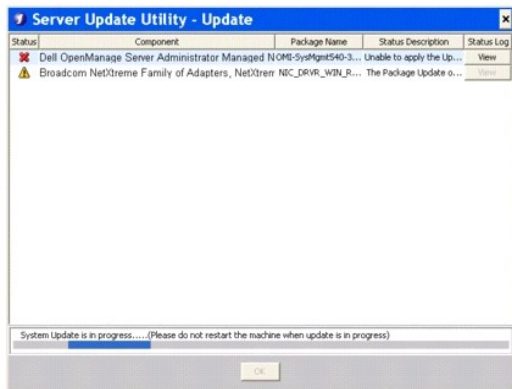 Server Update Utility - Update
Status Component Package Name Status Description Status Log
Dell OpenManage Server Administrator Managed N OMI-SysMgmt540-3... Unable to apply the Up... View
Broadcom NetXtreme Family of Adapters, NetXtrem NIC_DRVR_WIN_R... The Package Update o... View
System Update is in progress.....(Please do not restart the machine when update is in progress)
OK